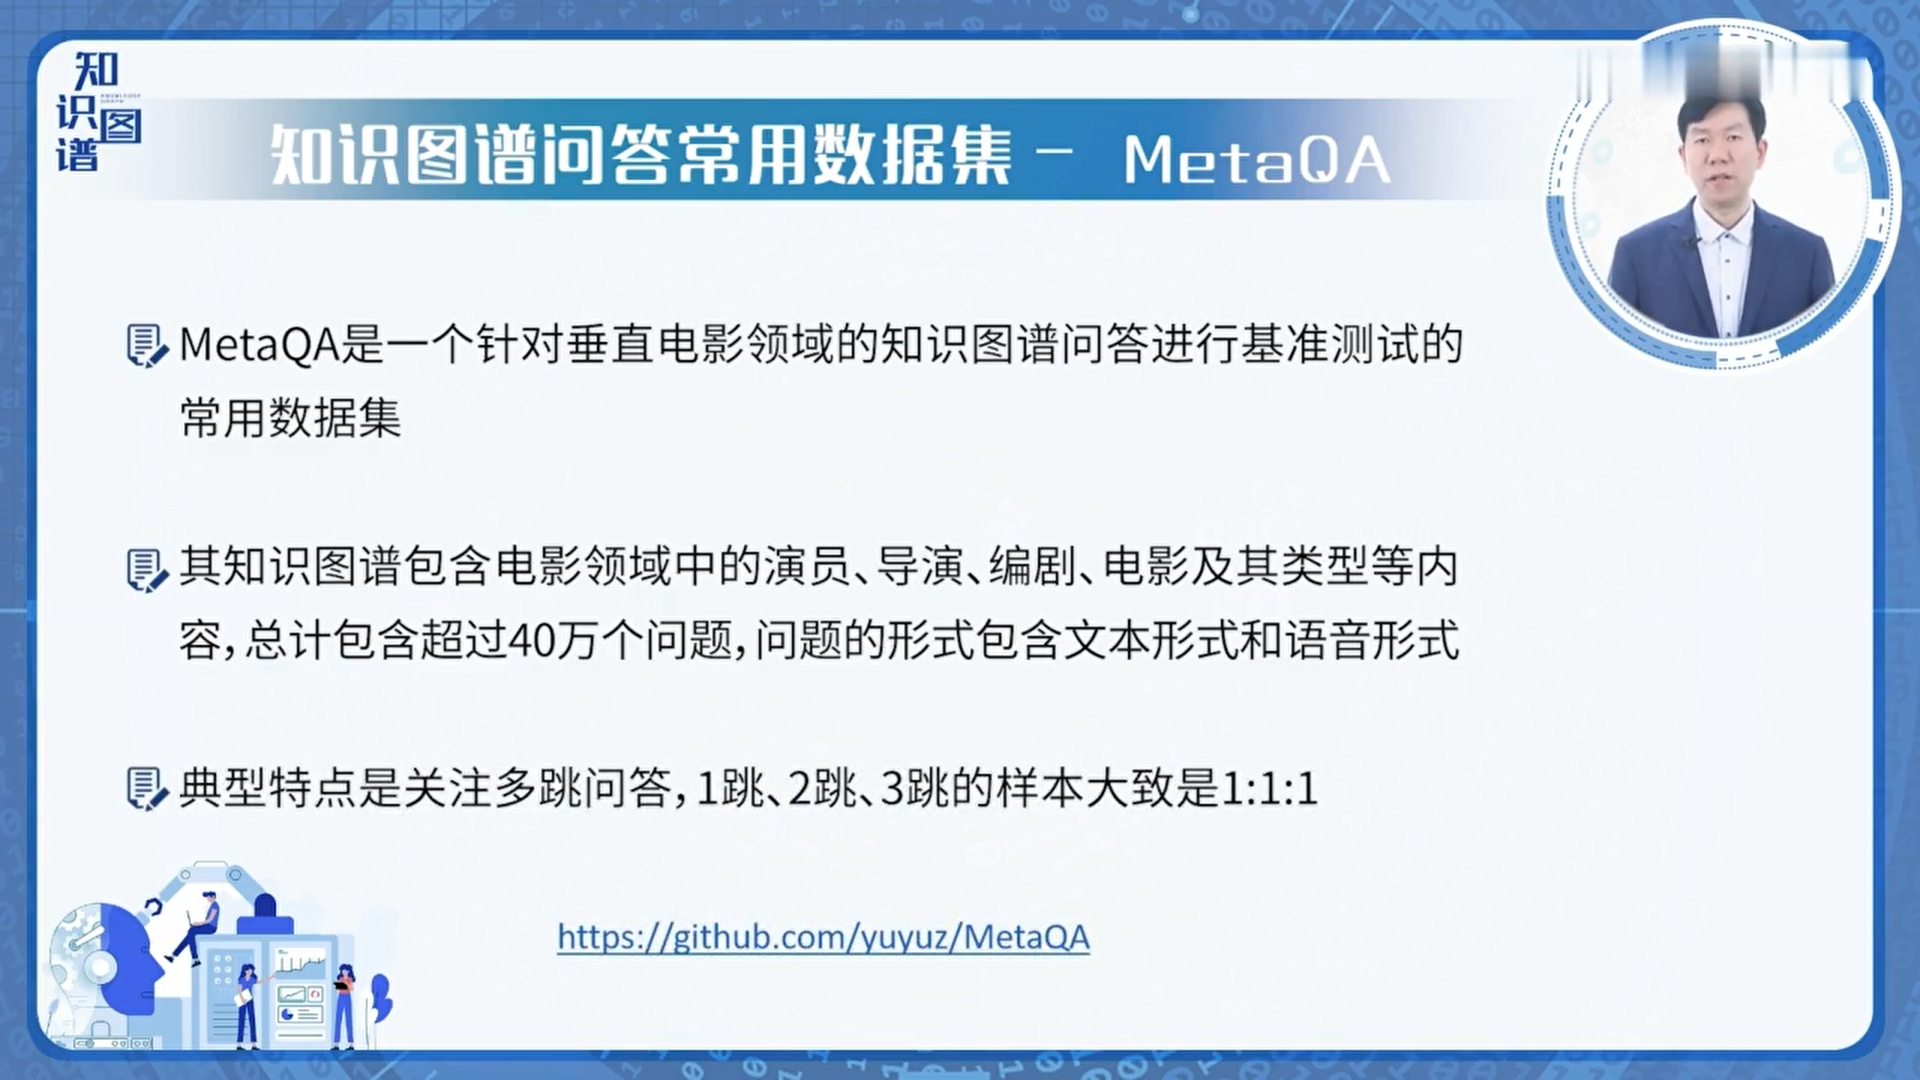 知识图谱
知识图谱问答常用数据集 - MetaQA
MetaQA是一个针对垂直电影领域的知识图谱问答进行基准测试的
常用数据集
其知识图谱包含电影领域中的演员、导演、编剧、电影及其类型等内
容，总计包含超过40万个问题，问题的形式包含文本形式和语音形式
典型特点是关注多跳问答，1跳、2跳、3跳的样本大致是1:1:1
https://github.com/yuyuz/MetaQA